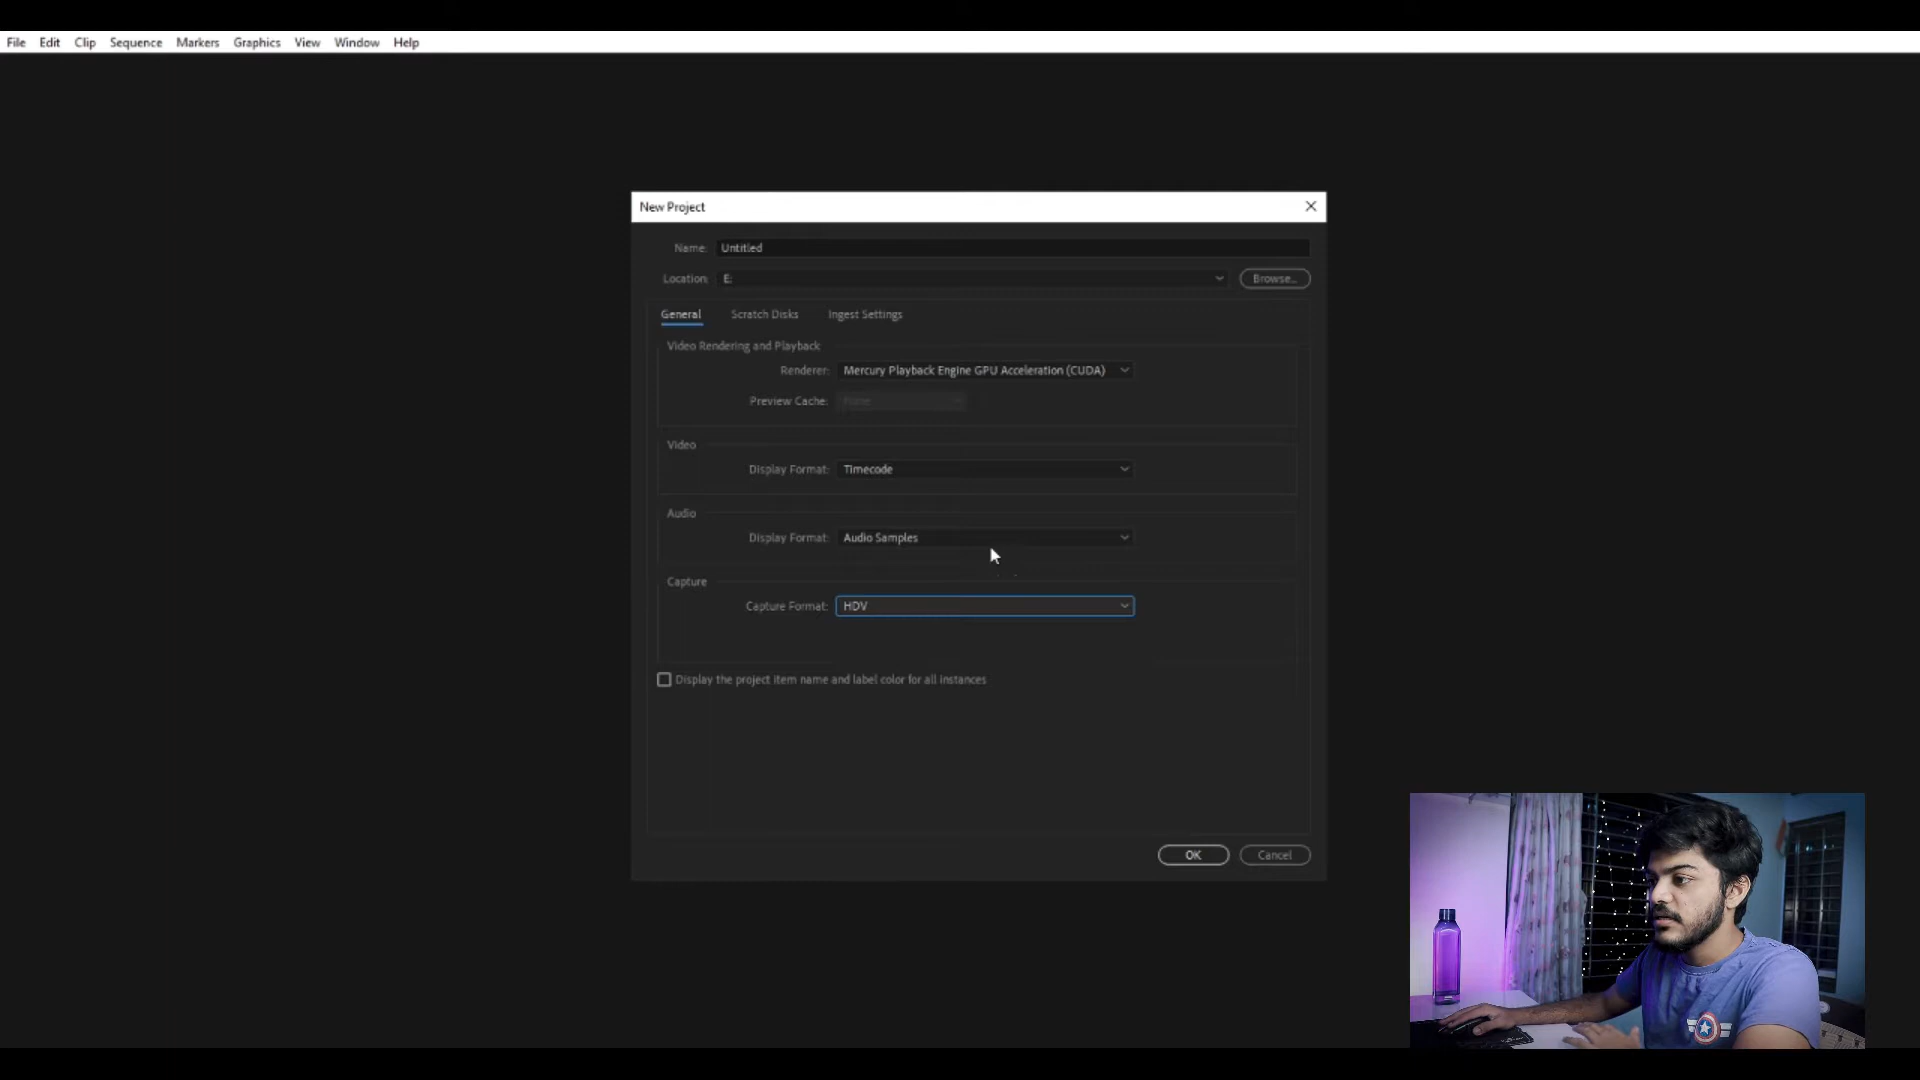 File Edit Clip Sequence Markers Graphics View Window Help
New Project
Name: Untitled
Location: E: Browse...
General Scratch Disks Ingest Settings
Video Rendering and Playback
Renderer: Mercury Playback Engine GPU Acceleration (CUDA)
Preview Cache: None
Video
Display Format: Timecode
Audio
Display Format: Audio Samples
Capture
Capture Format: HDV
Display the project item name and label color for all instances
OK Cancel